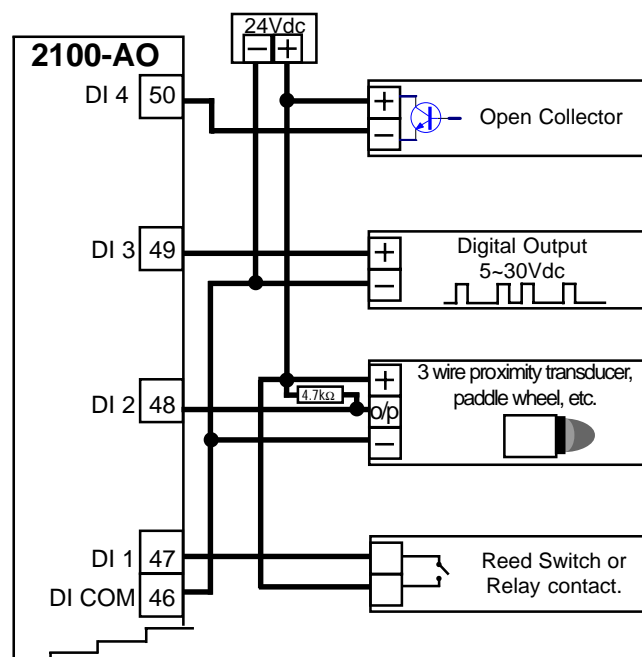 24Vdc
− +
2100-AO
DI 4 50
+
−
Open Collector
DI 3 49
+
−
Digital Output
5~30Vdc
DI 2 48
4.7kΩ
+
o/p
−
3 wire proximity transducer,
paddle wheel, etc.
DI 1 47
DI COM 46
Reed Switch or
Relay contact.